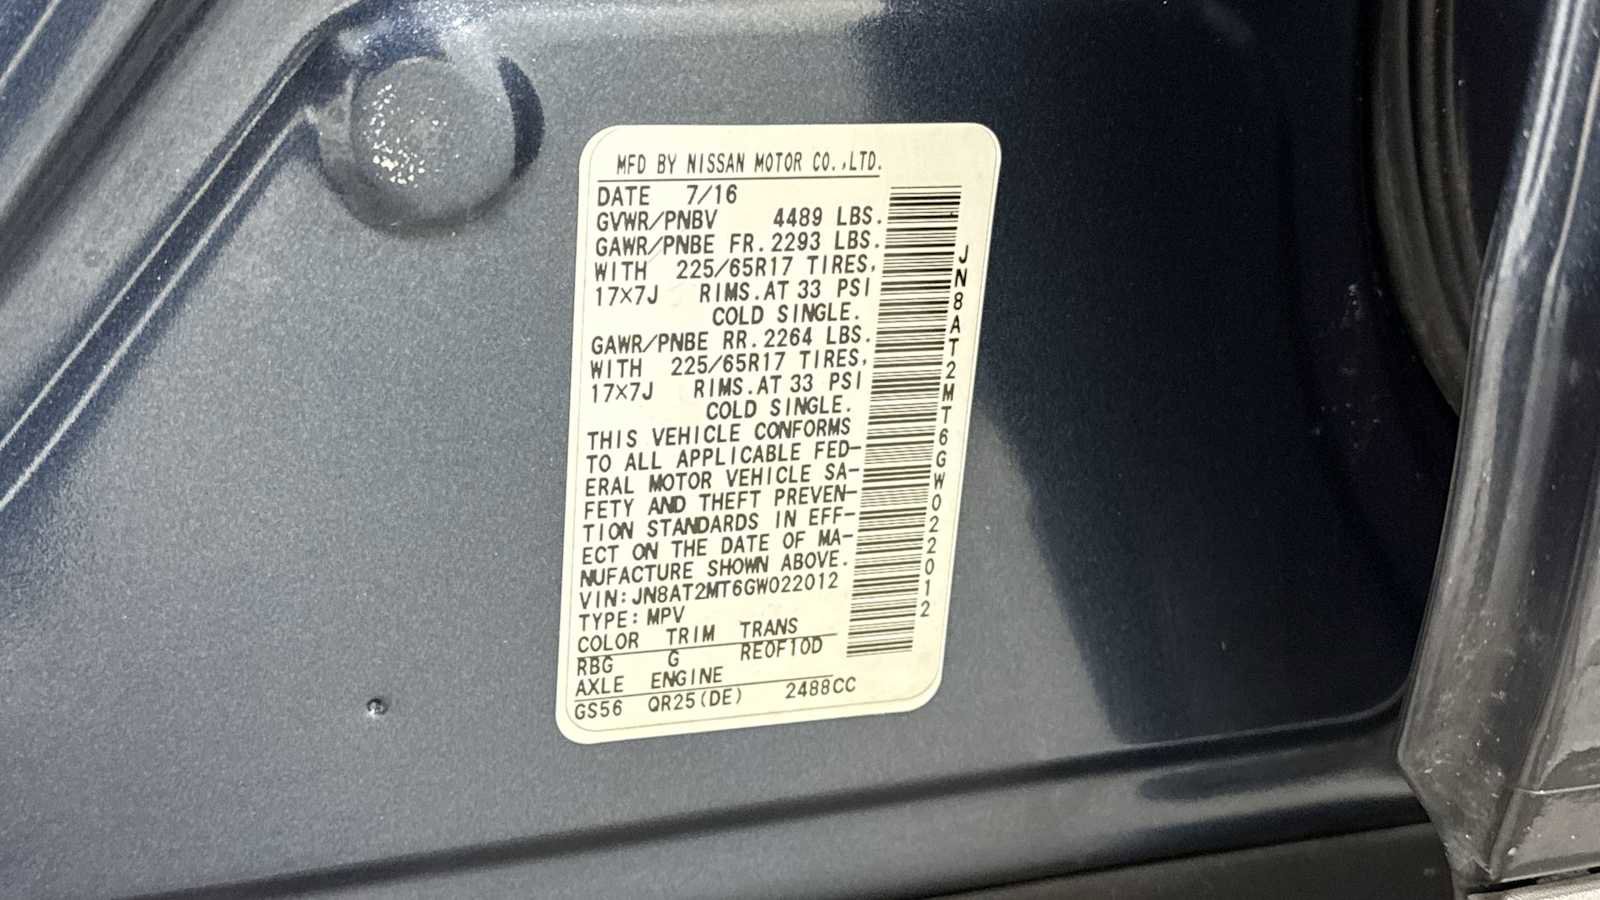 MFD BY NISSAN MOTOR CO.,LTD.
DATE 7/16
GVWR/PNBV 4489 LBS.
GAWR/PNBE FR. 2293 LBS.
WITH 225/65R17 TIRES,
17×7J RIMS. AT 33 PSI
COLD SINGLE.
GAWR/PNBE RR. 2264 LBS.
WITH 225/65R17 TIRES,
17×7J RIMS. AT 33 PSI
COLD SINGLE.
THIS VEHICLE CONFORMS
TO ALL APPLICABLE FED-
ERAL MOTOR VEHICLE SA-
FETY AND THEFT PREVEN-
TION STANDARDS IN EFF-
ECT ON THE DATE OF MA-
NUFACTURE SHOWN ABOVE.
VIN:JN8AT2MT6GW022012
TYPE:MPV
COLOR TRIM TRANS
RBG G RE0F10D
AXLE ENGINE
GS56 QR25(DE) 2488CC
JN8AT2MT6GW022012